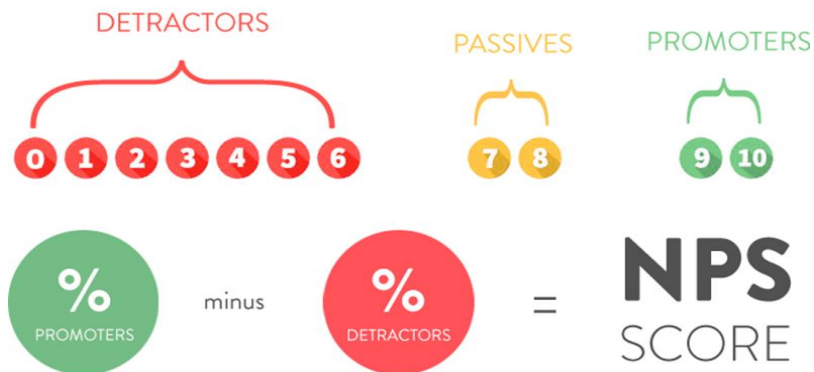 DETRACTORS
PASSIVES
PROMOTERS
0 1 2 3 4 5 6
7 8
9 10
%
PROMOTERS
minus
%
DETRACTORS
=
NPS
SCORE